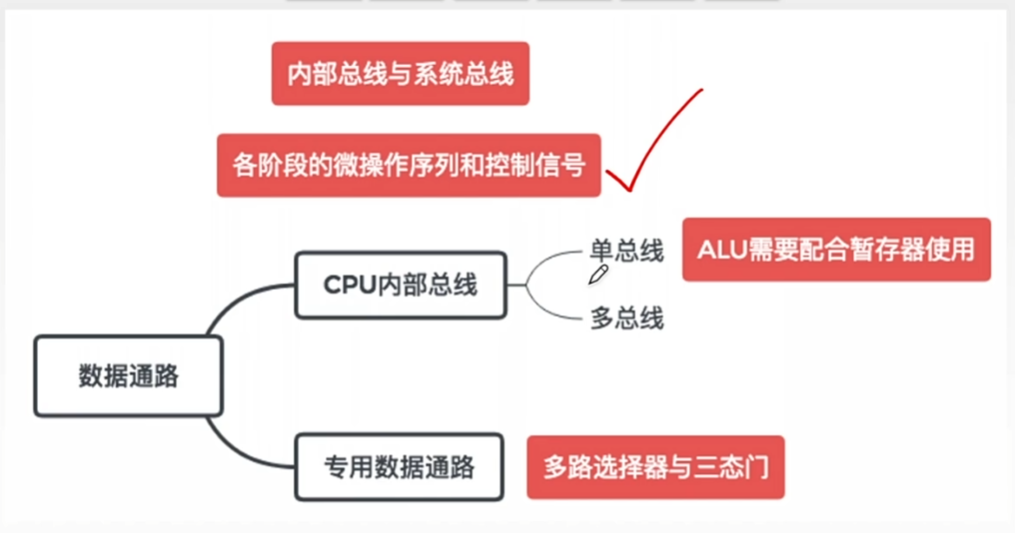 内部总线与系统总线
各阶段的微操作序列和控制信号
单总线
ALU需要配合暂存器使用
CPU内部总线
多总线
数据通路
专用数据通路
多路选择器与三态门